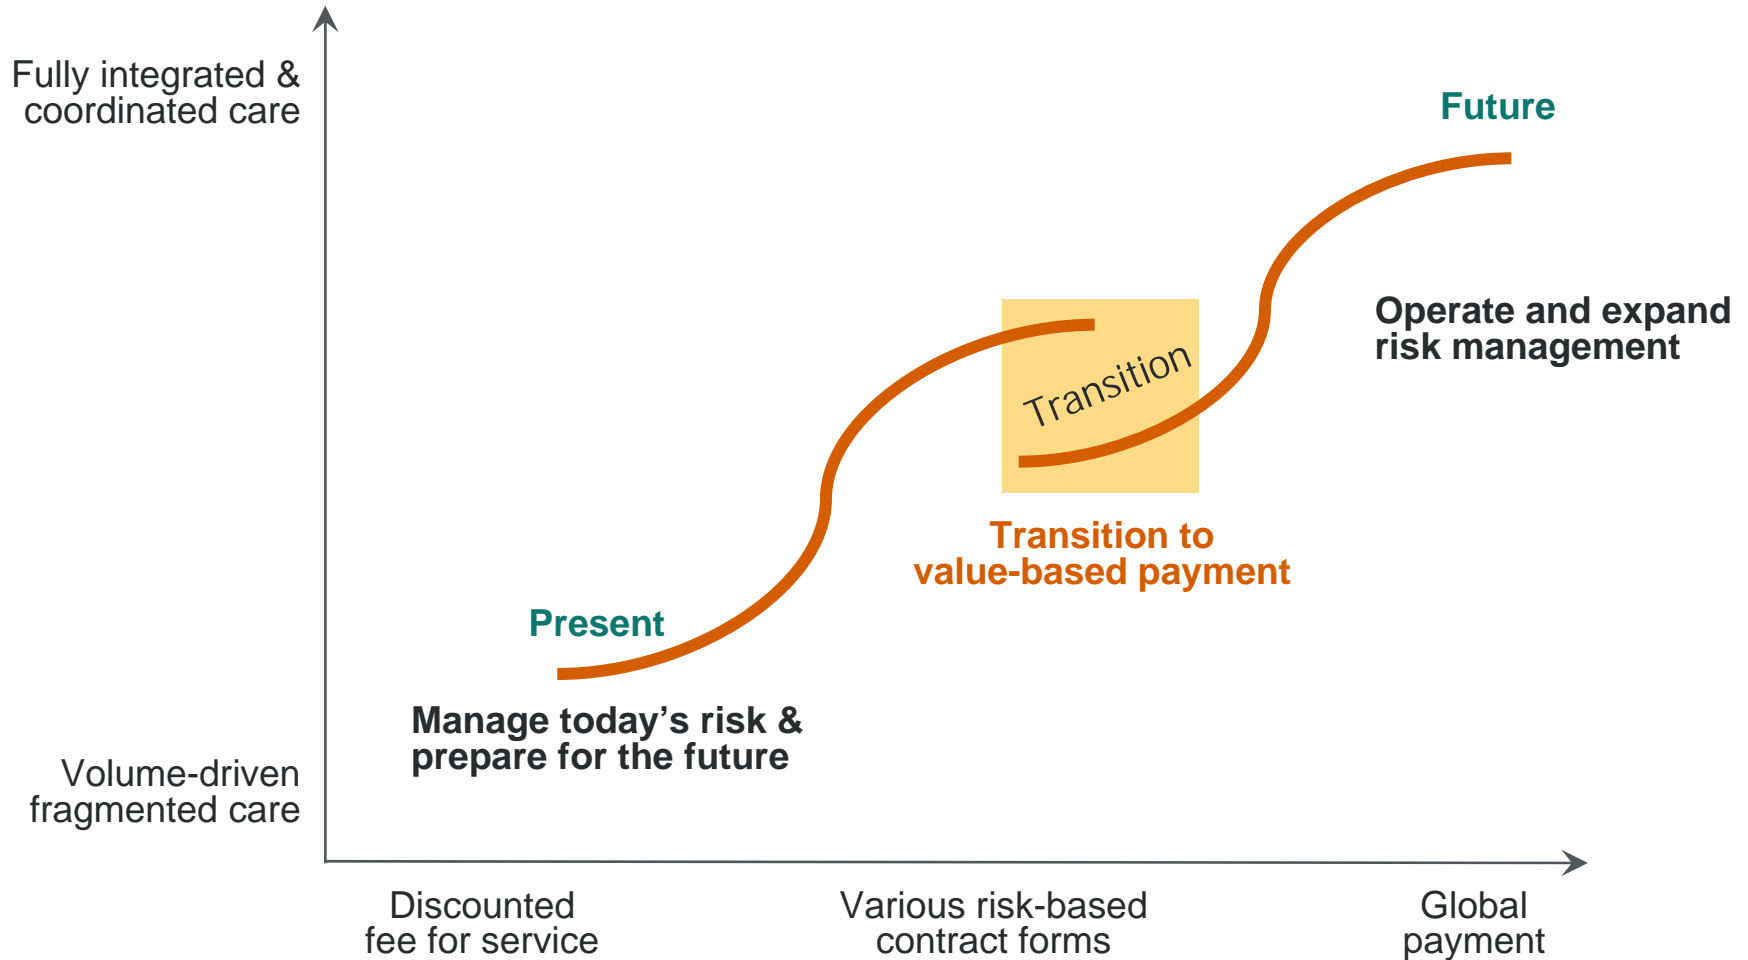 Fully integrated &
coordinated care
Future
Operate and expand
risk management
Transition
Transition to
value-based payment
Present
Manage today’s risk &
prepare for the future
Volume-driven
fragmented care
Discounted
fee for service
Various risk-based
contract forms
Global
payment